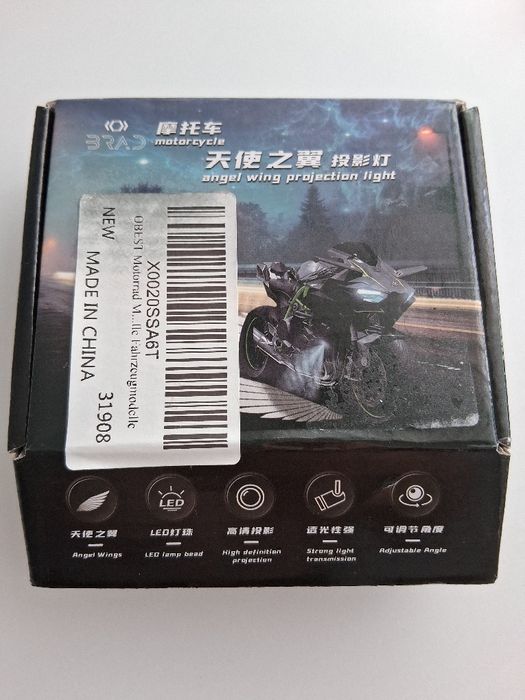 BRAD
摩托车
motorcycle
天使之翼 投影灯
angel wing projection light
X0020SSA6T
OBEST Motorrad M...lle Fahrzeugmodelle
NEW
MADE IN CHINA 31908
LED
天使之翼
Angel Wings
LED灯珠
LED lamp bead
高清投影
High definition
projection
透光性强
Strong light
transmission
可调节角度
Adjustable Angle